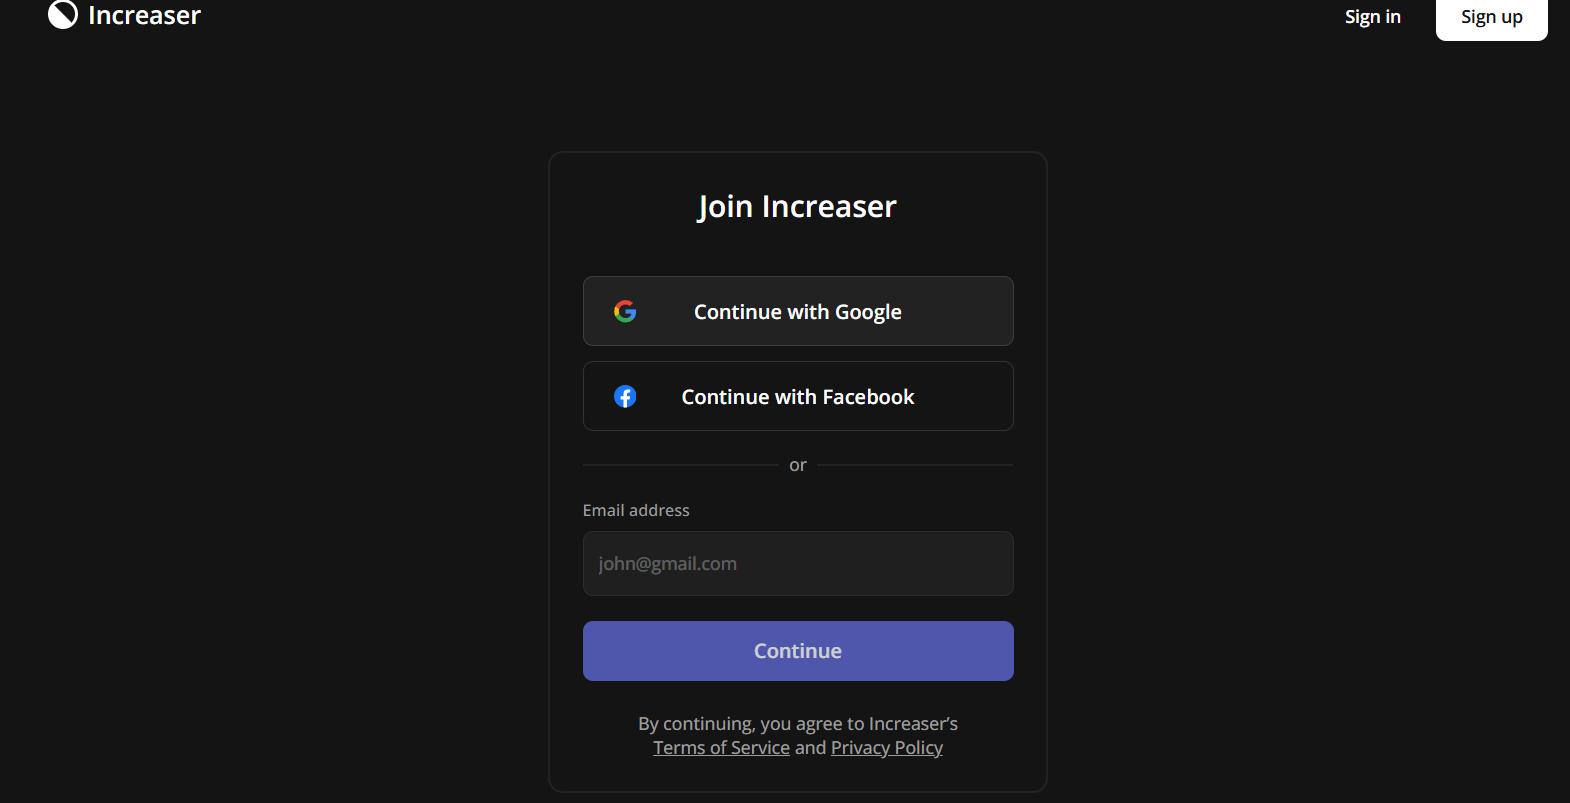 Increaser
Sign in
Sign up
Join Increaser
Continue with Google
Continue with Facebook
or
Email address
john@gmail.com
Continue
By continuing, you agree to Increaser’s
Terms of Service and Privacy Policy